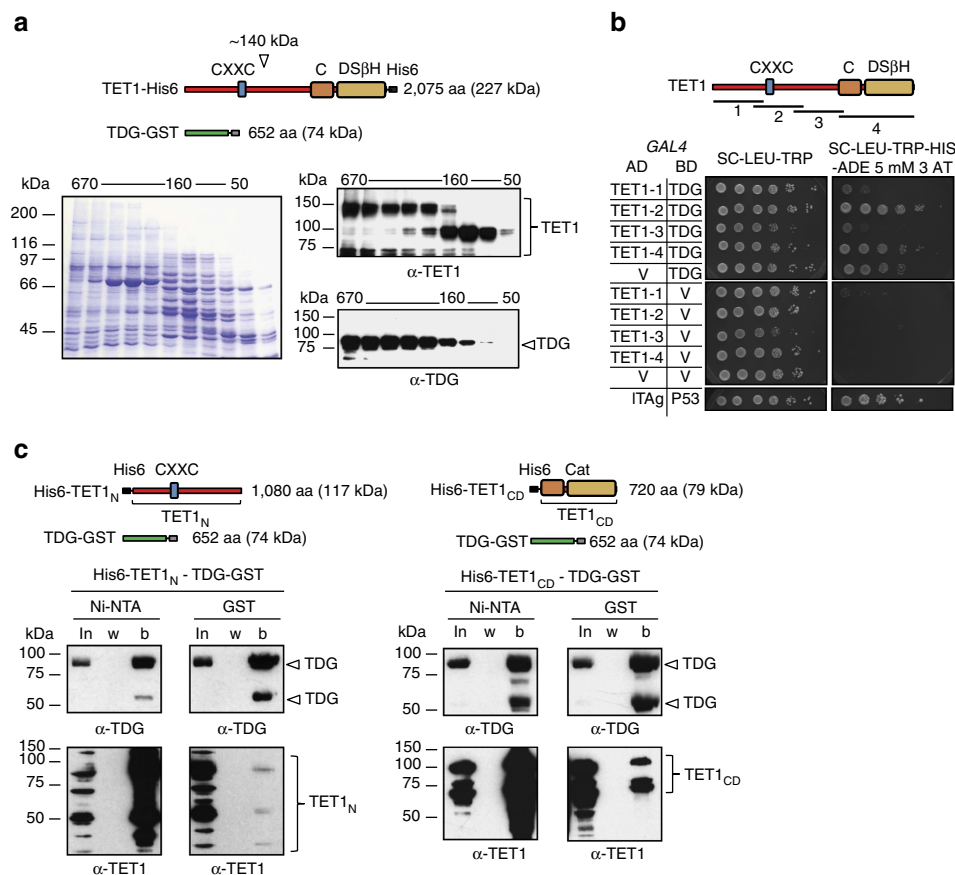 a
~140 kDa
CXXC C DSβH His6
TET1-His6 2,075 aa (227 kDa)
TDG-GST 652 aa (74 kDa)
kDa 670 160 50
200
116
97
66
45
670 160 50
kDa
150
100
75
TET1
α-TET1
kDa 670 160 50
150
100
75
TDG
α-TDG
b
CXXC C DSβH
TET1
1 2 3 4
GAL4
AD BD
SC-LEU-TRP
SC-LEU-TRP-HIS
-ADE 5 mM 3 AT
TET1-1 TDG
TET1-2 TDG
TET1-3 TDG
TET1-4 TDG
V TDG
TET1-1 V
TET1-2 V
TET1-3 V
TET1-4 V
V V
lTAg P53
c
His6 CXXC
His6-TET1N 1,080 aa (117 kDa)
TET1N
TDG-GST 652 aa (74 kDa)
His6-TET1N - TDG-GST
Ni-NTA GST
kDa In w b In w b
100
75
50
TDG
TDG
α-TDG α-TDG
150
100
75
50
TET1N
α-TET1 α-TET1
His6 Cat
His6-TET1CD 720 aa (79 kDa)
TET1CD
TDG-GST 652 aa (74 kDa)
His6-TET1CD - TDG-GST
Ni-NTA GST
kDa In w b In w b
100
75
50
TDG
TDG
α-TDG α-TDG
150
100
75
50
TET1CD
α-TET1 α-TET1